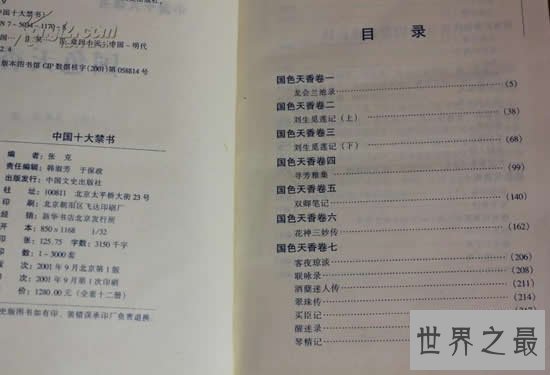 中国十大禁书
编 者 张 克
责任编辑: 韩淑芳 于保政
出版发行: 中国文史出版社
社 址: 100811 北京太平桥大街23号
印 刷: 北京朝阳区飞达印刷厂
经 销: 新华书店北京发行所
开 本: 850×1168 1/32
印 张: 125.75 字数: 3150千字
印 数: 1-3000套
版 次: 2001年9月北京第1版
印 次: 2001年9月第1次印刷
定 价: 1280.00 (全套十二册)
目 录
国色天香卷一
龙会兰池录 (5)
国色天香卷二
刘生觅莲记(上) (38)
国色天香卷三
刘生觅莲记(下) (68)
国色天香卷四
寻芳雅集 (99)
国色天香卷五
双卿笔记 (140)
国色天香卷六
花神三妙传 (162)
国色天香卷七
客夜琼谈 (206)
联咏录 (208)
酒蘖迷人传 (211)
翠珠传 (214)
买臣记
醒迷录
琴精记
世界之最